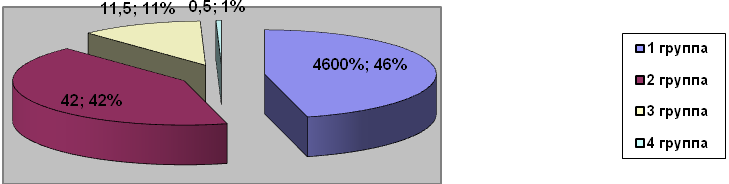 11,5; 11%
0,5; 1%
4600%; 46%
42; 42%
1 группа
2 группа
3 группа
4 группа